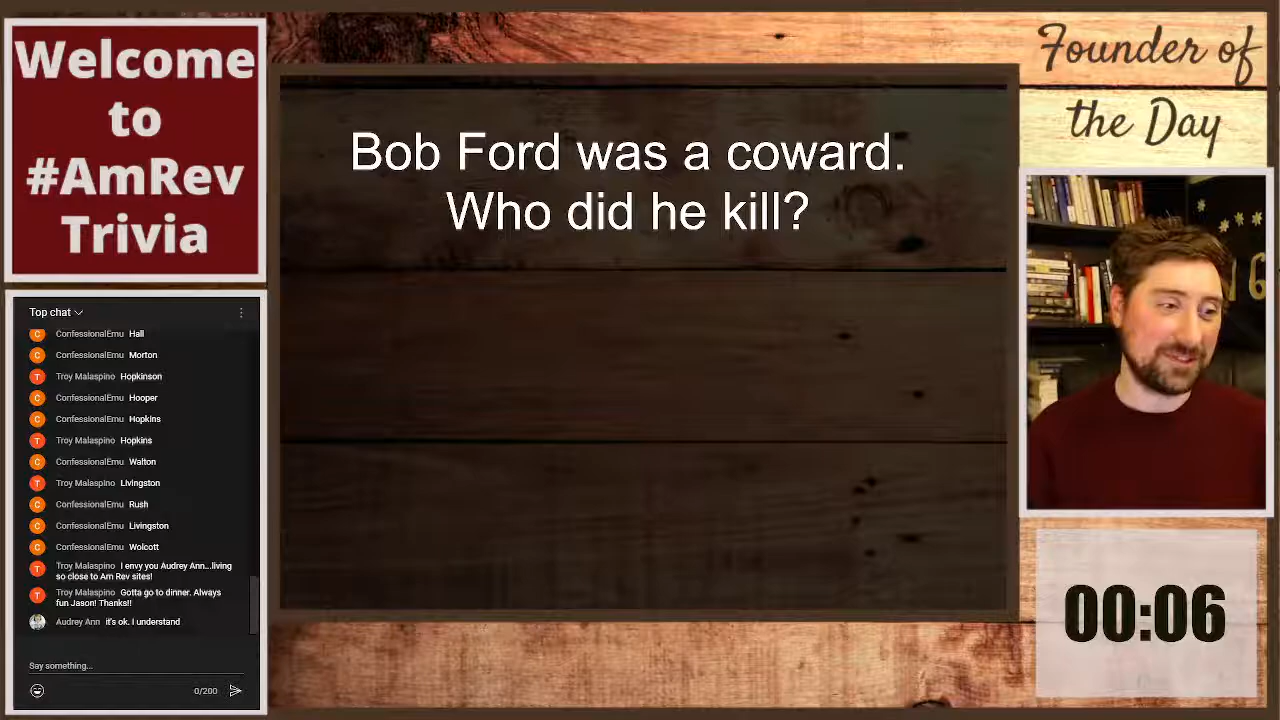 Welcome
to
#AmRev
Trivia
Founder of
the Day
Bob Ford was a coward.
Who did he kill?
Top chat
ConfessionalEmu Hall
ConfessionalEmu Morton
Troy Malaspino Hopkinson
ConfessionalEmu Hooper
ConfessionalEmu Hopkins
Troy Malaspino Hopkins
ConfessionalEmu Walton
Troy Malaspino Livingston
ConfessionalEmu Rush
ConfessionalEmu Livingston
ConfessionalEmu Wolcott
Troy Malaspino I envy you Audrey Ann...living
so close to Am Rev sites!
Troy Malaspino Gotta go to dinner. Always
fun Jason! Thanks!!
Audrey Ann it's ok. I understand
Say something...
0/200
00:06